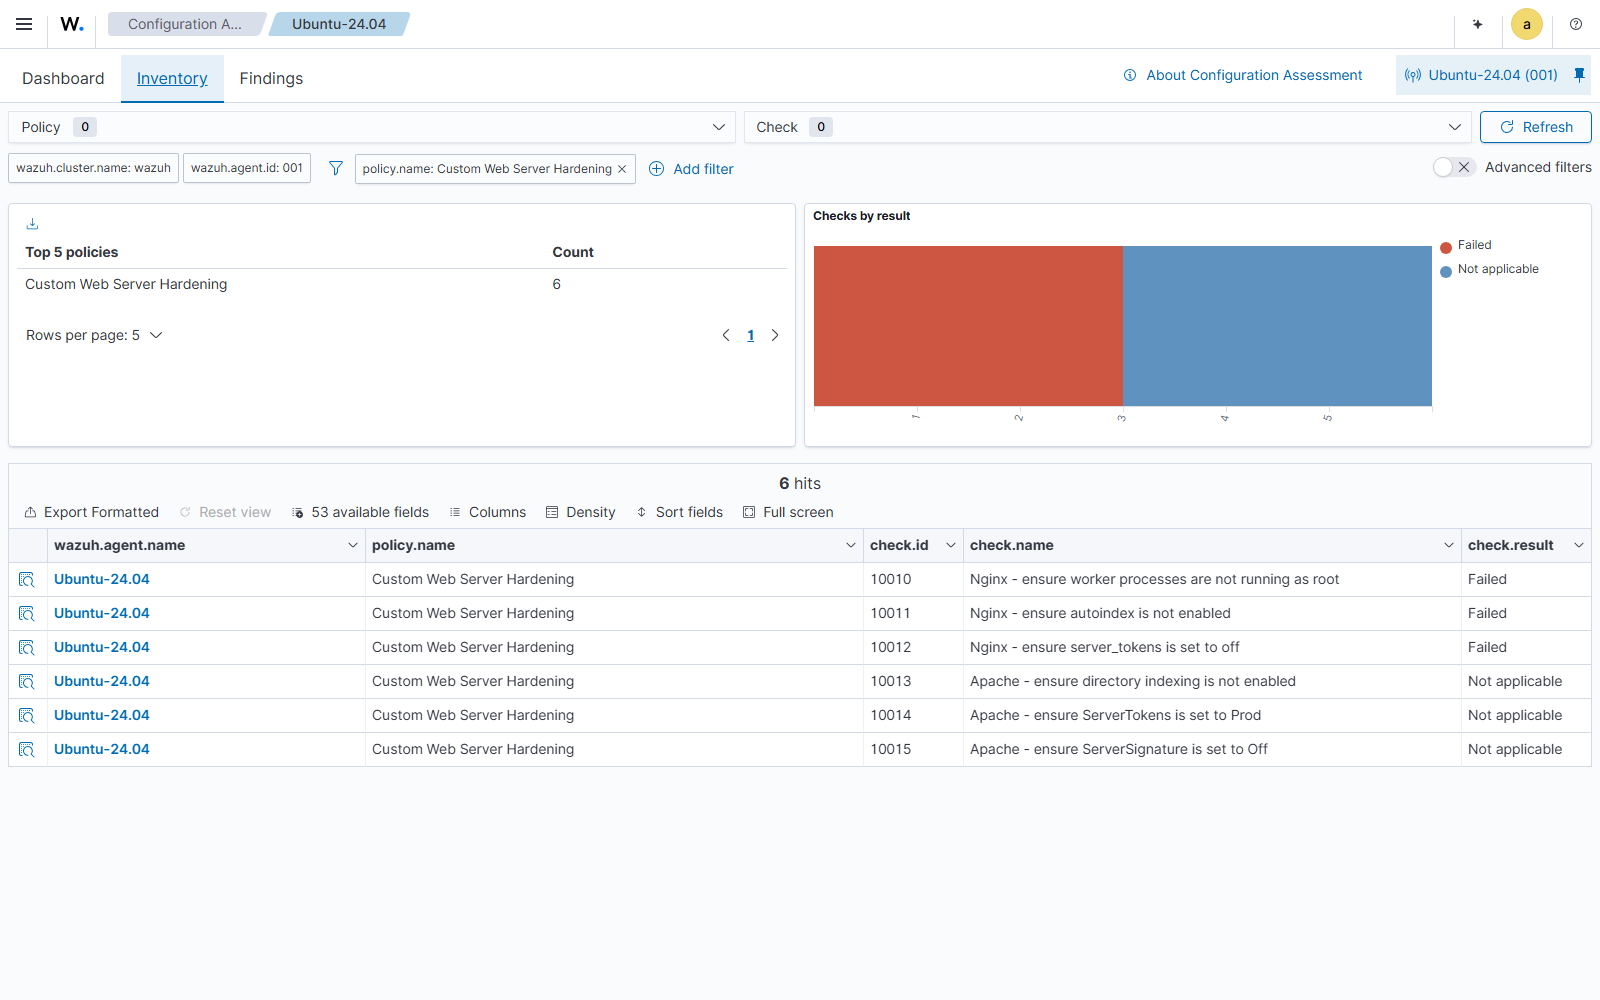 W. Configuration A... Ubuntu-24.04 a
Dashboard Inventory Findings About Configuration Assessment Ubuntu-24.04 (001)
Policy 0 Check 0 Refresh
wazuh.cluster.name: wazuh wazuh.agent.id: 001 policy.name: Custom Web Server Hardening Add filter Advanced filters
Top 5 policies Count
Custom Web Server Hardening 6
Rows per page: 5 1
Checks by result
Failed
Not applicable
1 2 3 4 5
6 hits
Export Formatted Reset view 53 available fields Columns Density Sort fields Full screen
wazuh.agent.name policy.name check.id check.name check.result
Ubuntu-24.04 Custom Web Server Hardening 10010 Nginx - ensure worker processes are not running as root Failed
Ubuntu-24.04 Custom Web Server Hardening 10011 Nginx - ensure autoindex is not enabled Failed
Ubuntu-24.04 Custom Web Server Hardening 10012 Nginx - ensure server_tokens is set to off Failed
Ubuntu-24.04 Custom Web Server Hardening 10013 Apache - ensure directory indexing is not enabled Not applicable
Ubuntu-24.04 Custom Web Server Hardening 10014 Apache - ensure ServerTokens is set to Prod Not applicable
Ubuntu-24.04 Custom Web Server Hardening 10015 Apache - ensure ServerSignature is set to Off Not applicable